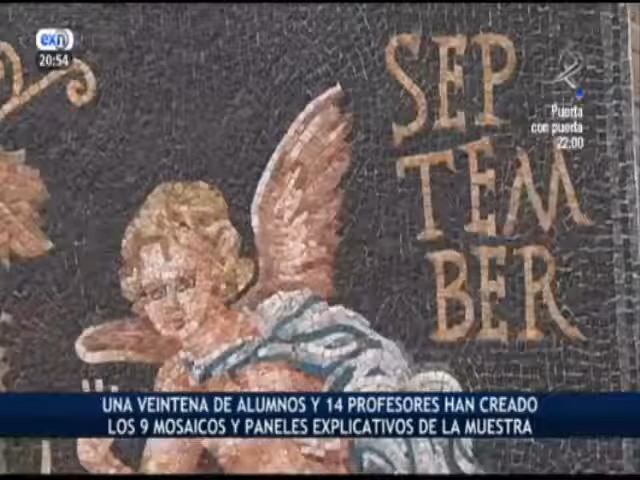 exn
20:54
SEP
TEM
BER
Puerta
con puerta
22:00
UNA VEINTENA DE ALUMNOS Y 14 PROFESORES HAN CREADO
LOS 9 MOSAICOS Y PANELES EXPLICATIVOS DE LA MUESTRA